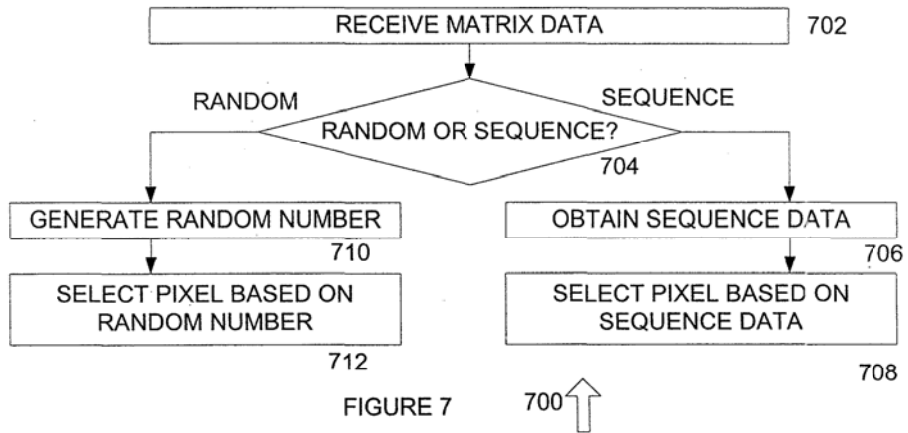 RECEIVE MATRIX DATA
702
RANDOM
SEQUENCE
RANDOM OR SEQUENCE?
704
GENERATE RANDOM NUMBER
710
OBTAIN SEQUENCE DATA
706
SELECT PIXEL BASED ON
RANDOM NUMBER
712
SELECT PIXEL BASED ON
SEQUENCE DATA
708
FIGURE 7
700